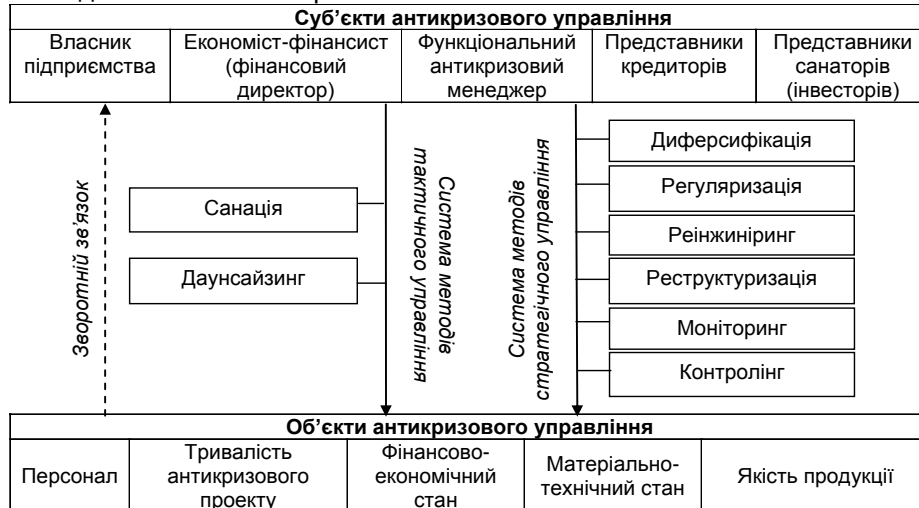 Суб’єкти антикризового управління
Власник
підприємства
Економіст-фінансист
(фінансовий
директор)
Функціональний
антикризовий
менеджер
Представники
кредиторів
Представники
санаторів
(інвесторів)
Зворотній зв’язок
Санація
Даунсайзинг
Система методів
тактичного управління
Система методів
стратегічного управління
Диферсифікація
Регуляризація
Реінжиніринг
Реструктуризація
Моніторинг
Контролінг
Об’єкти антикризового управління
Персонал
Тривалість
антикризового
проекту
Фінансово-
економічний
стан
Матеріально-
технічний стан
Якість продукції